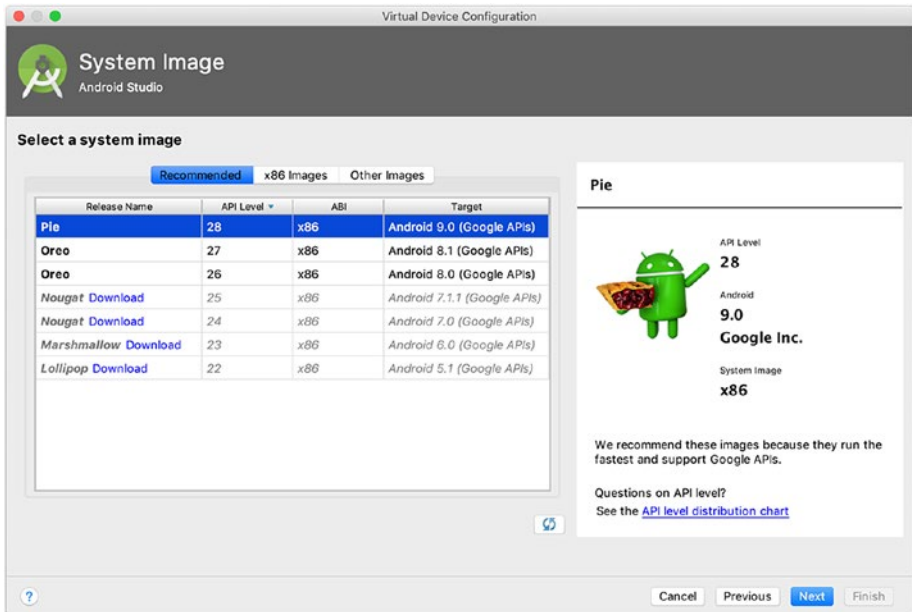 Virtual Device Configuration
System Image
Android Studio
Select a system image
Recommended x86 Images Other Images
Release Name API Level ABI Target
Pie 28 x86 Android 9.0 (Google APIs)
Oreo 27 x86 Android 8.1 (Google APIs)
Oreo 26 x86 Android 8.0 (Google APIs)
Nougat Download 25 x86 Android 7.1.1 (Google APIs)
Nougat Download 24 x86 Android 7.0 (Google APIs)
Marshmallow Download 23 x86 Android 6.0 (Google APIs)
Lollipop Download 22 x86 Android 5.1 (Google APIs)
Pie
API Level
28
Android
9.0
Google Inc.
System Image
x86
We recommend these images because they run the
fastest and support Google APIs.
Questions on API level?
See the API level distribution chart
? Cancel Previous Next Finish